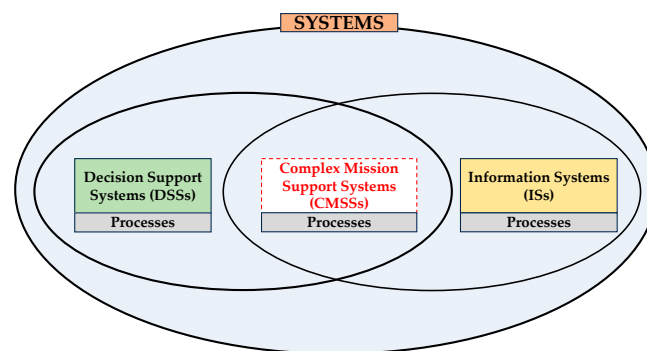 SYSTEMS
Decision Support
Systems (DSSs)
Processes
Complex Mission
Support Systems
(CMSSs)
Processes
Information Systems
(ISs)
Processes